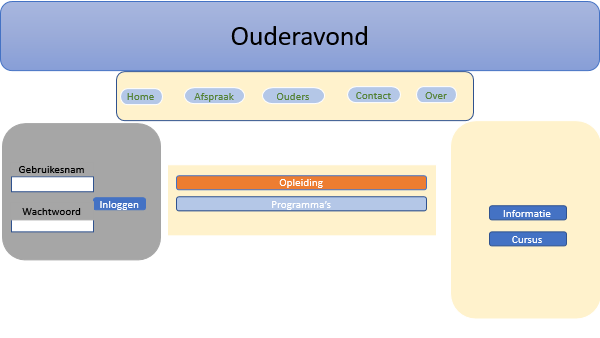 Ouderavond
Home Afspraak Ouders Contact Over
Gebruikesnam
Wachtwoord
Inloggen
Opleiding
Programma's
Informatie
Cursus